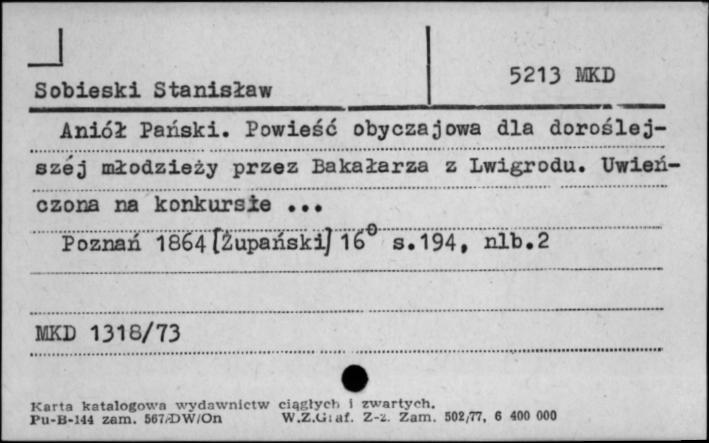 Sobieski Stanisław
5213 MKD
Aniół Pański. Powieść obyczajowa dla doroślej-
széj młodzieży przez Bakałarza z Lwigrodu. Uwień-
czona na konkursie ...
Poznań 1864 [Żupański] 16⁰ s.194, nlb.2
MKD 1318/73
Karta katalogowa wydawnictw ciągłych i zwartych.
Pu-B-144 zam. 567/DW/On W.Z.Graf. Z-z. Zam. 502/77, 6 400 000